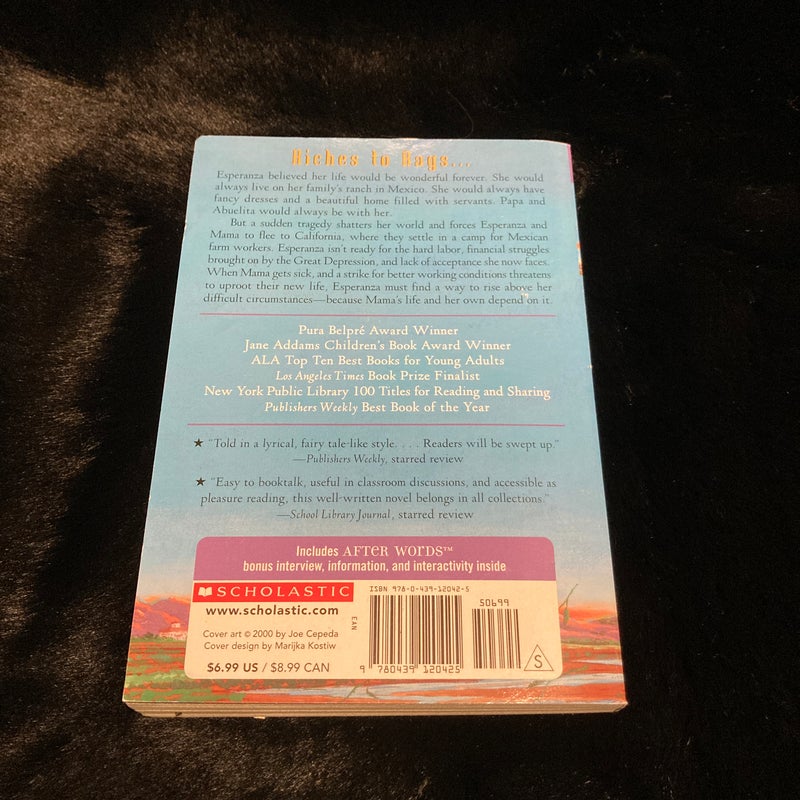 Riches to Rags...
Esperanza believed her life would be wonderful forever. She would
always live on her family's ranch in Mexico. She would always have
fancy dresses and a beautiful home filled with servants. Papa and
Abuelita would always be with her.
But a sudden tragedy shatters her world and forces Esperanza and
Mama to flee to California, where they settle in a camp for Mexican
farm workers. Esperanza isn't ready for the hard labor, financial struggles
brought on by the Great Depression, and lack of acceptance she now faces.
When Mama gets sick, and a strike for better working conditions threatens
to uproot their new life, Esperanza must find a way to rise above her
difficult circumstances—because Mama's life and her own depend on it.
Pura Belpré Award Winner
Jane Addams Children's Book Award Winner
ALA Top Ten Best Books for Young Adults
Los Angeles Times Book Prize Finalist
New York Public Library 100 Titles for Reading and Sharing
Publishers Weekly Best Book of the Year
★ "Told in a lyrical, fairy tale-like style. . . . Readers will be swept up."
—Publishers Weekly, starred review
★ "Easy to booktalk, useful in classroom discussions, and accessible as
pleasure reading, this well-written novel belongs in all collections."
—School Library Journal, starred review
Includes AFTER WORDS™
bonus interview, information, and interactivity inside
SCHOLASTIC
www.scholastic.com
Cover art © 2000 by Joe Cepeda
Cover design by Marijka Kostiw
$6.99 US / $8.99 CAN
EAN
ISBN 978-0-439-12042-5
50699
9 780439 120425
S